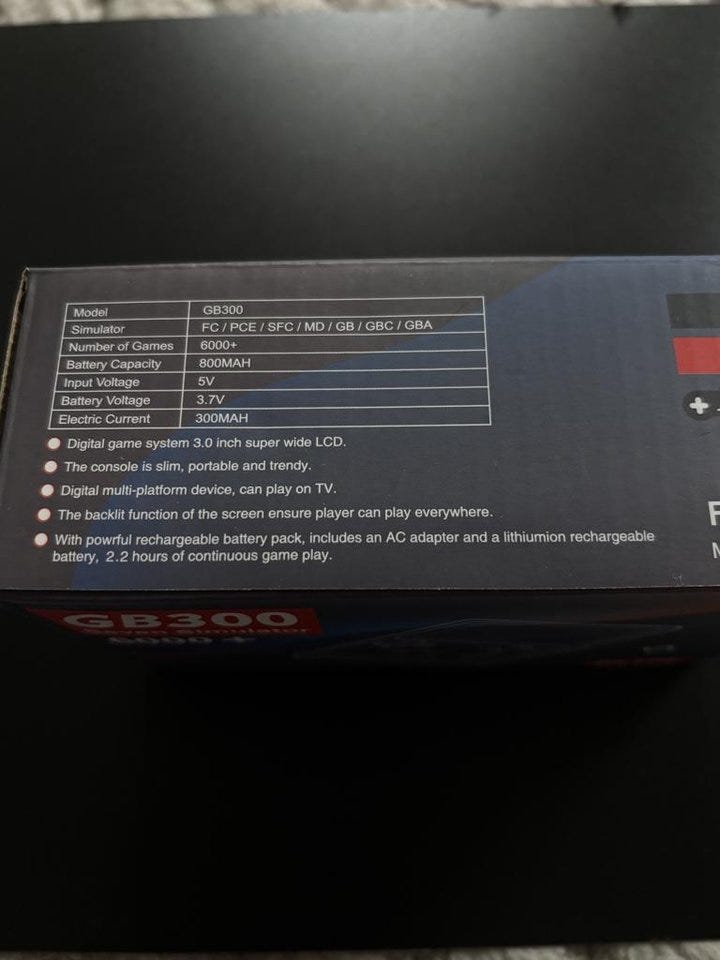 Model GB300
Simulator FC / PCE / SFC / MD / GB / GBC / GBA
Number of Games 6000+
Battery Capacity 800MAH
Input Voltage 5V
Battery Voltage 3.7V
Electric Current 300MAH
Digital game system 3.0 inch super wide LCD.
The console is slim, portable and trendy.
Digital multi-platform device, can play on TV.
The backlit function of the screen ensure player can play everywhere.
With powrful rechargeable battery pack, includes an AC adapter and a lithiumion rechargeable
battery, 2.2 hours of continuous game play.
GB300
Seven Simulator
6000 +